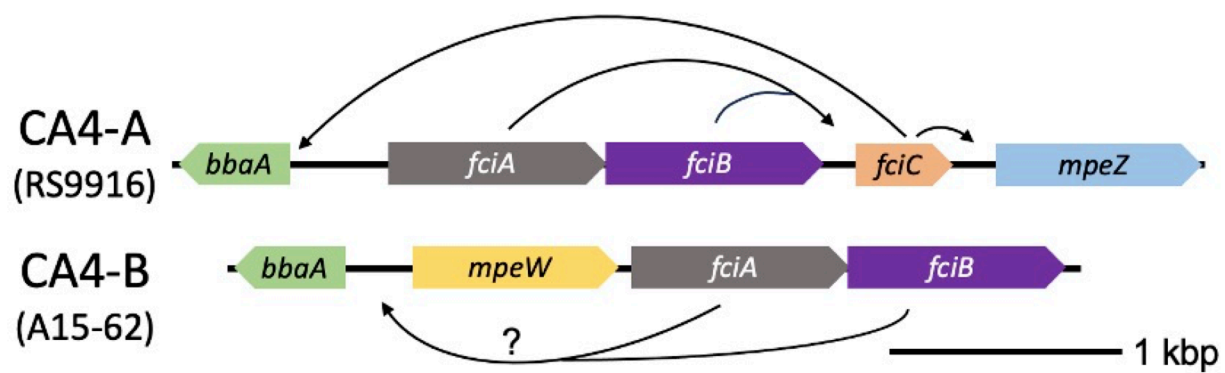 CA4-A
(RS9916)
bbaA fciA fciB fciC mpeZ
CA4-B
(A15-62)
bbaA mpeW fciA fciB
?
1 kbp